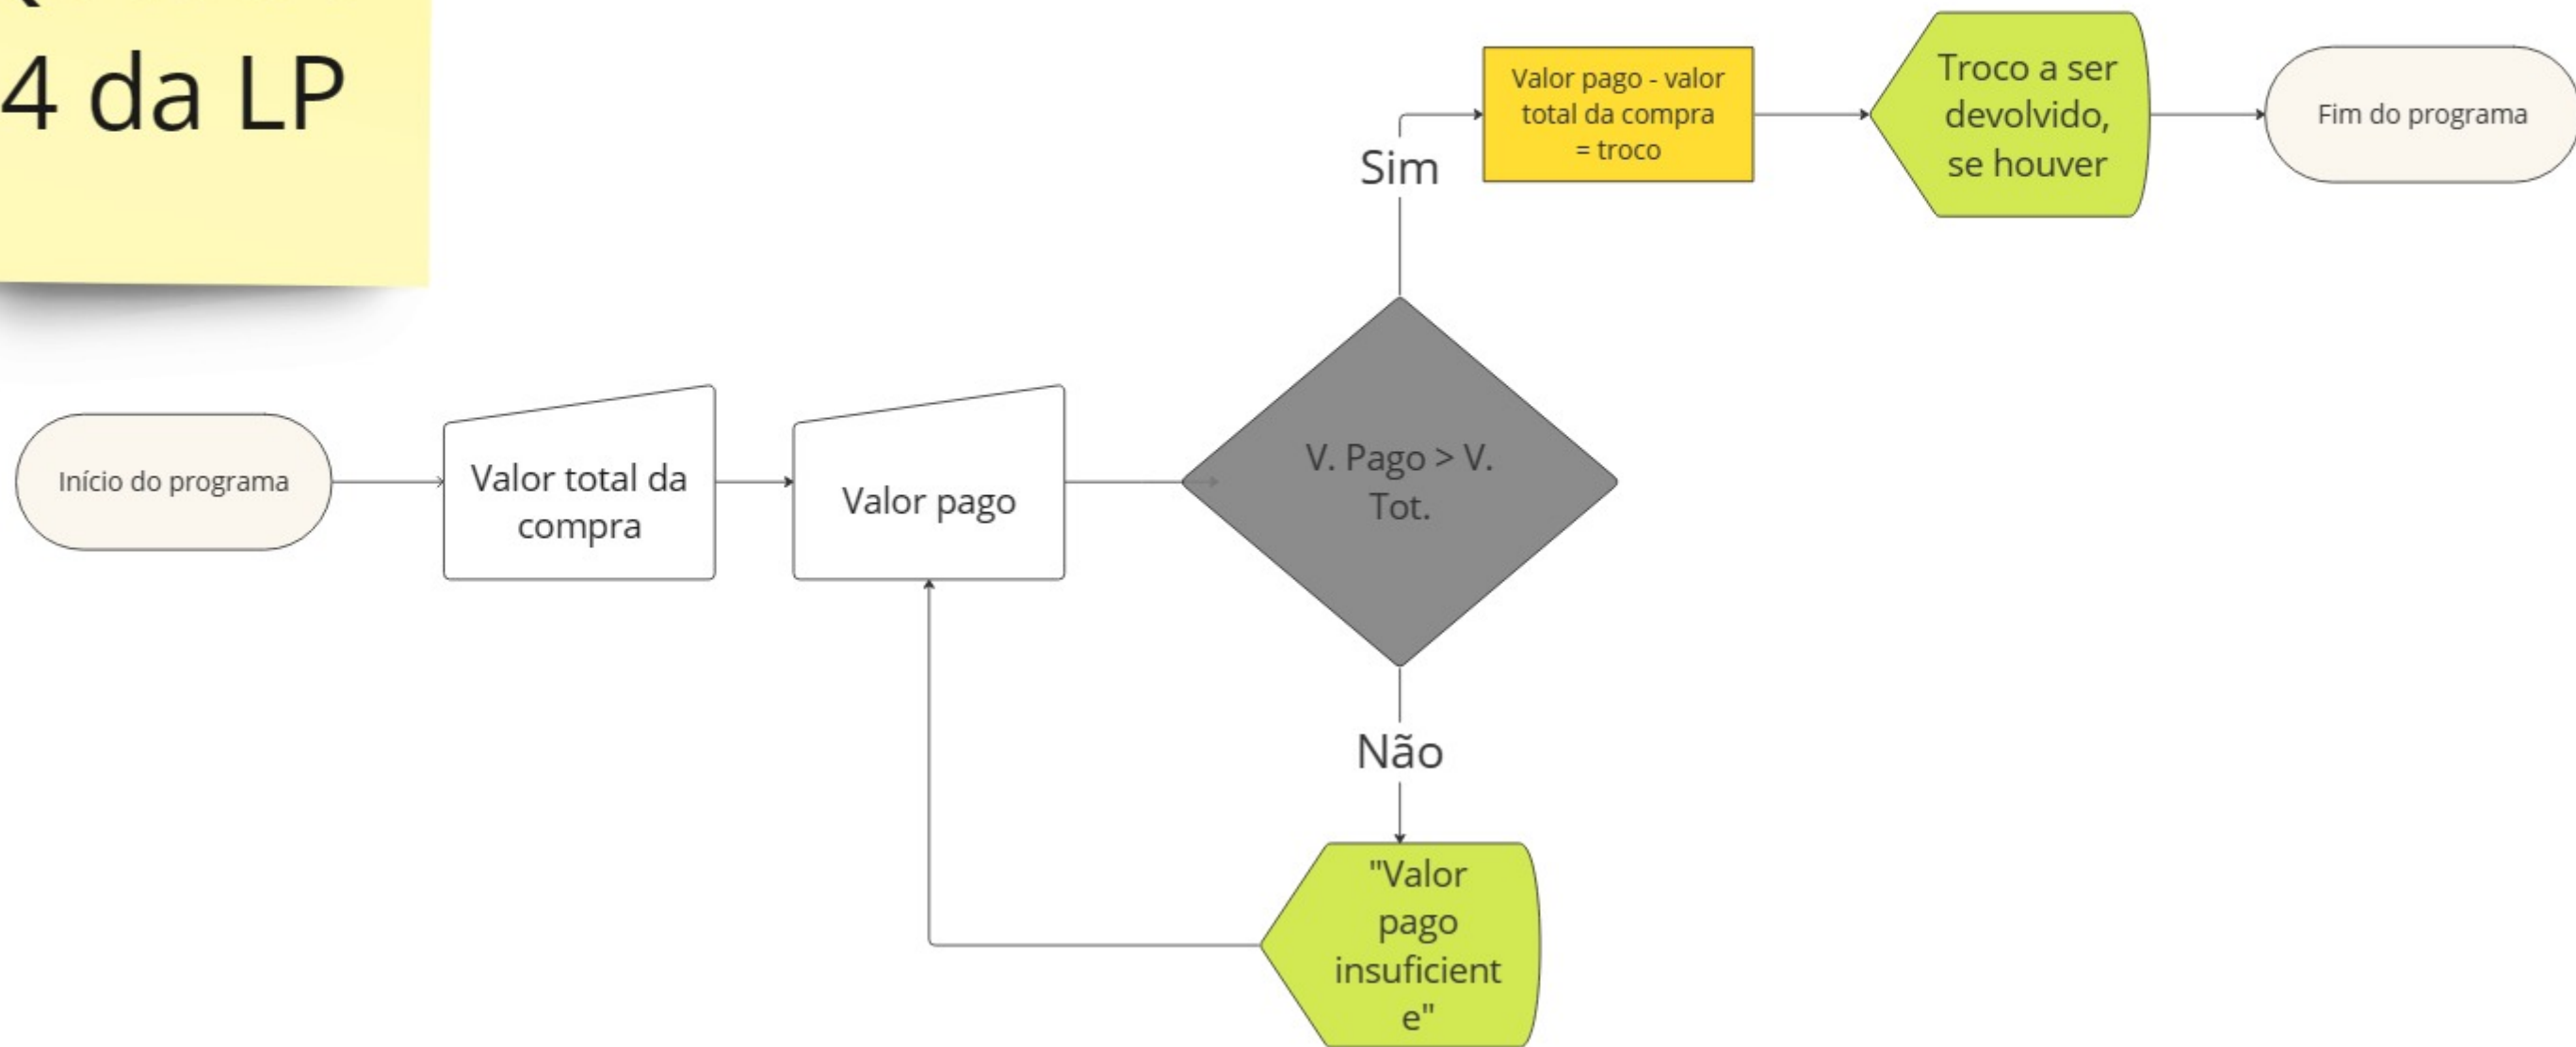 4 da LP
Valor pago - valor
total da compra
= troco
Troco a ser
devolvido,
se houver
Fim do programa
Sim
Início do programa
Valor total da
compra
Valor pago
V. Pago > V.
Tot.
Não
"Valor
pago
insuficient
e"